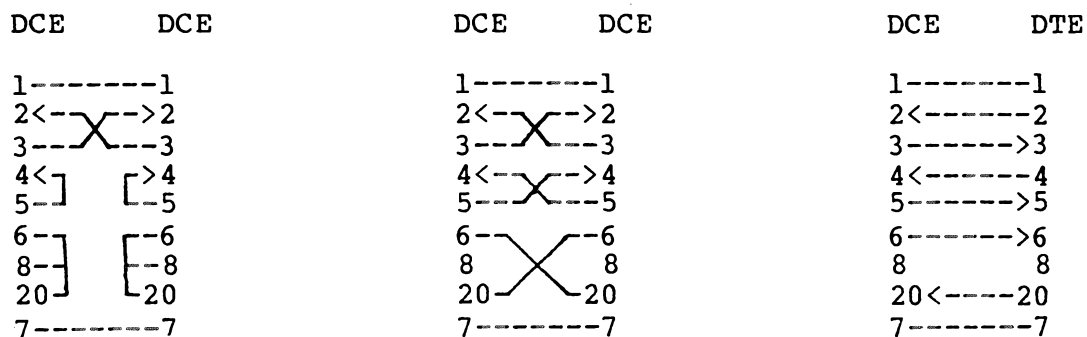 DCE DCE DCE DCE DCE DTE
1--------1 1--------1 1--------1
2<-- -->2 2<-- -->2 2<-------2
3--- ---3 3--- ---3 3------->3
4< >4 4<-- -->4 4<-------4
5-- --5 5--- ---5 5------->5
6-- --6 6- -6 6------->6
8-- --8 8 8 8 8
20 20 20 20 20<-----20
7--------7 7--------7 7--------7